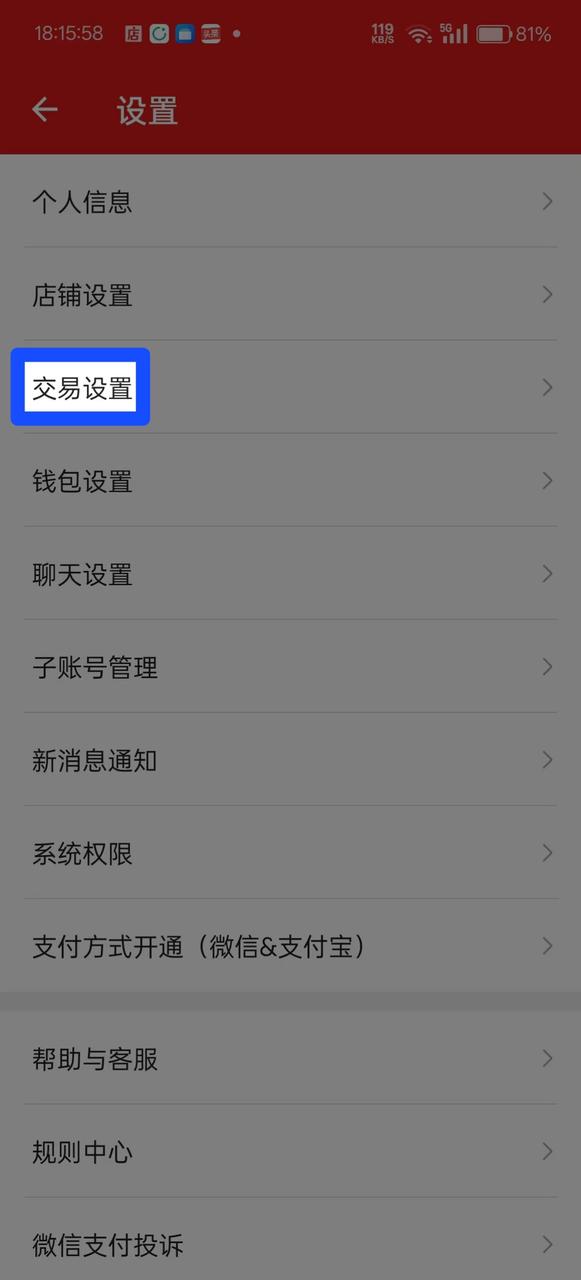 18:15:58
店
头条
119
KB/S
5G
81%
设置
个人信息
店铺设置
交易设置
钱包设置
聊天设置
子账号管理
新消息通知
系统权限
支付方式开通（微信&支付宝）
帮助与客服
规则中心
微信支付投诉